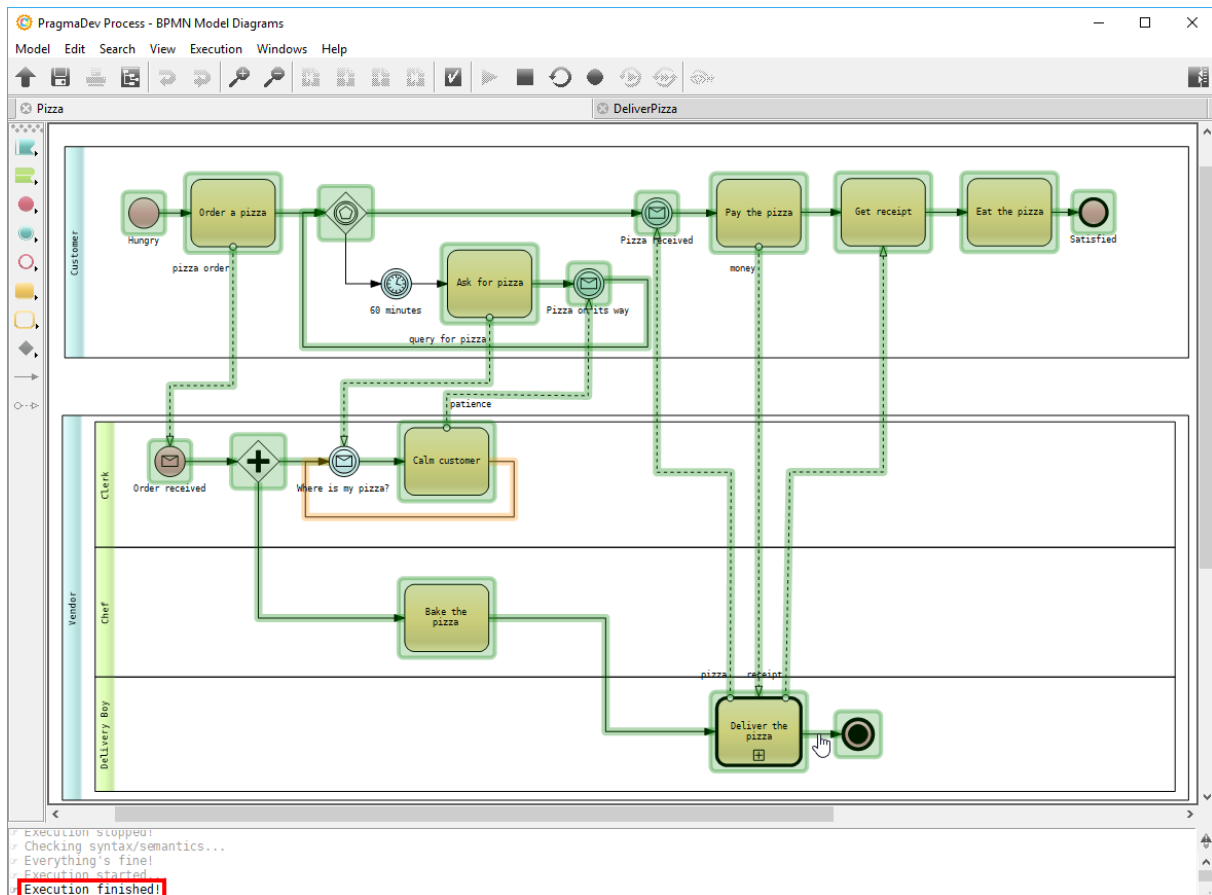 PragmaDev Process - BPMN Model Diagrams
Model Edit Search View Execution Windows Help
Pizza
DeliverPizza
Customer
Hungry
Order a pizza
pizza order
60 minutes
Ask for pizza
query for pizza
Pizza on its way
Pizza received
Pay the pizza
money
Get receipt
Eat the pizza
Satisfied
patience
Vendor
Clerk
Order received
Where is my pizza?
Calm customer
Chef
Bake the
pizza
Delivery Boy
pizza
receipt
Deliver the
pizza
Execution stopped!
Checking syntax/semantics...
Everything's fine!
Execution started...
Execution finished!